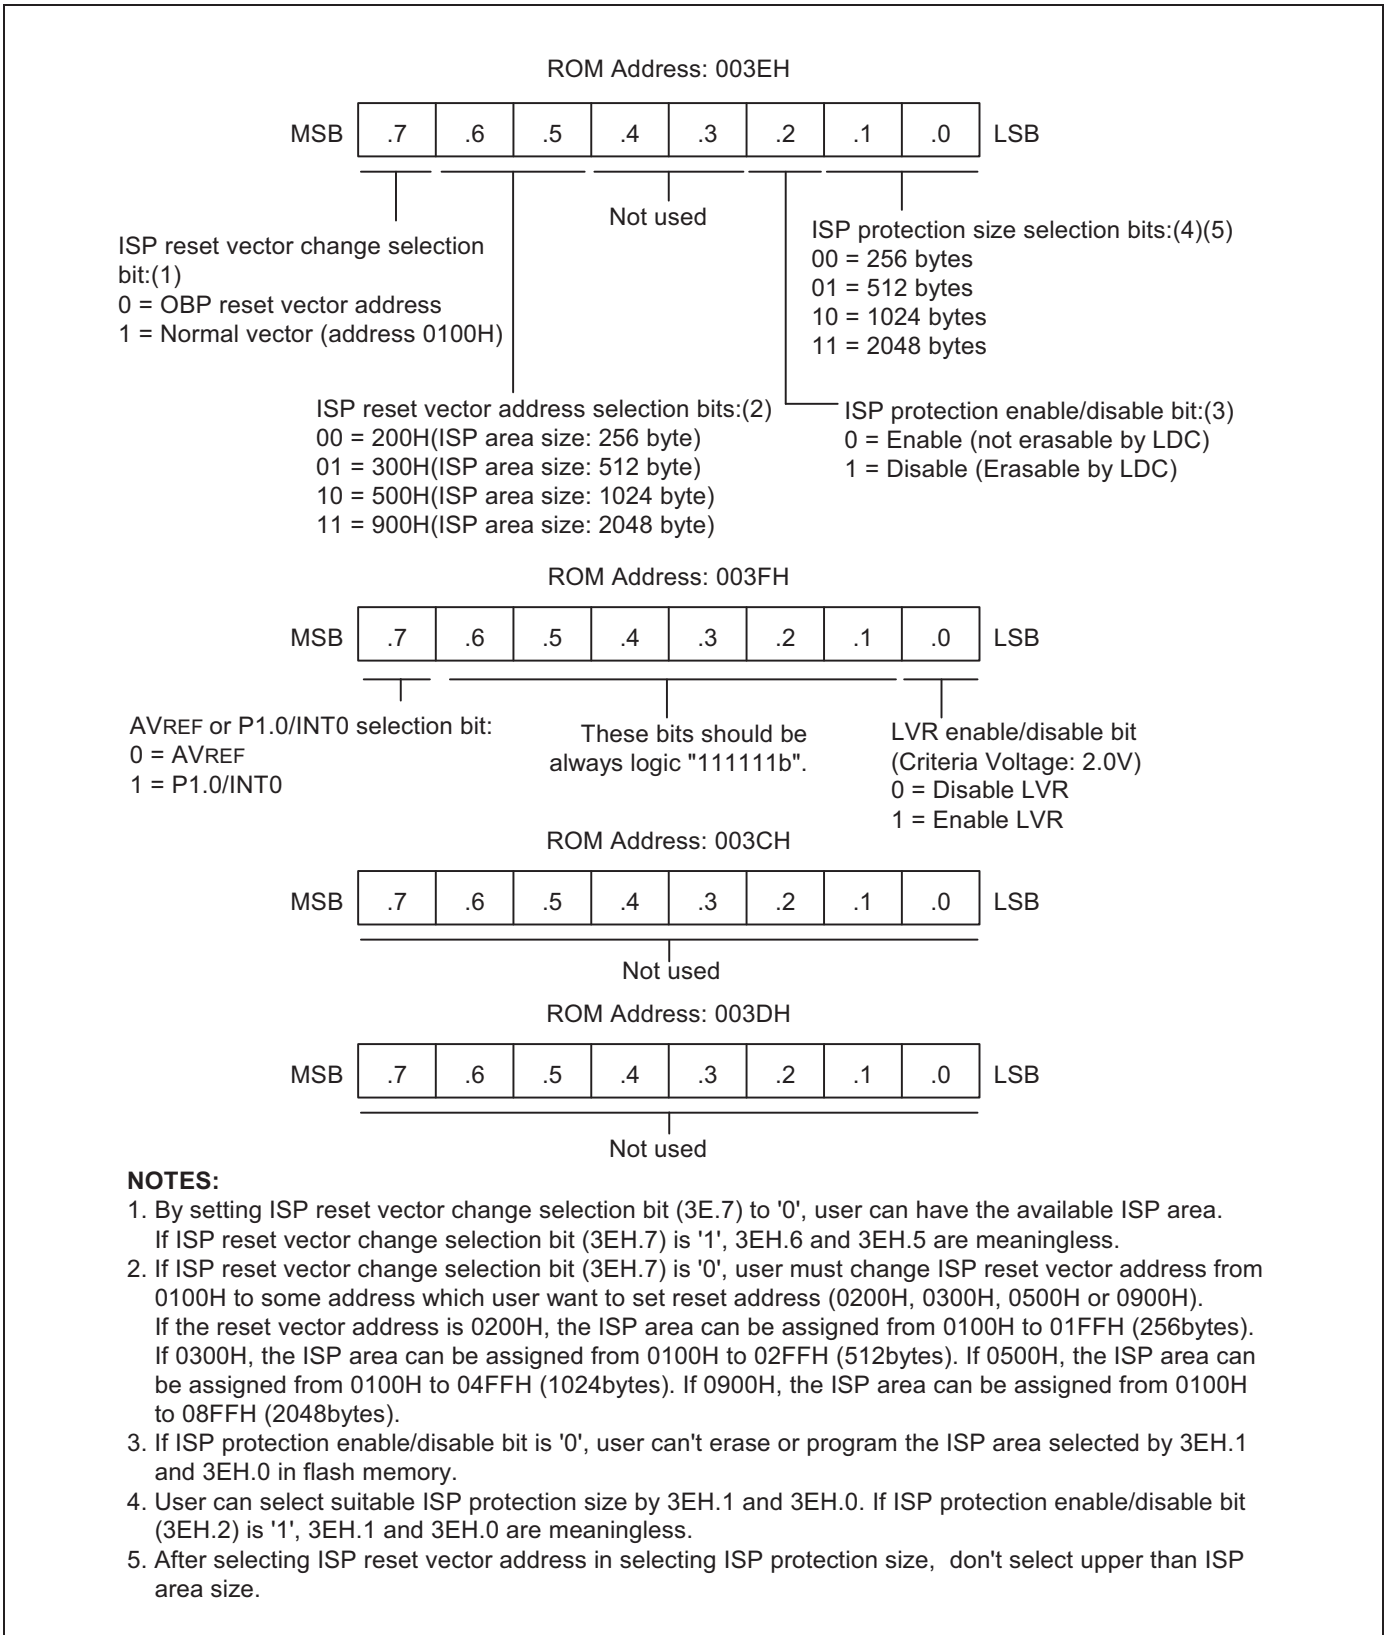 ROM Address: 003EH
MSB .7 .6 .5 .4 .3 .2 .1 .0 LSB
Not used
ISP reset vector change selection
bit:(1)
0 = OBP reset vector address
1 = Normal vector (address 0100H)
ISP protection size selection bits:(4)(5)
00 = 256 bytes
01 = 512 bytes
10 = 1024 bytes
11 = 2048 bytes
ISP reset vector address selection bits:(2)
00 = 200H(ISP area size: 256 byte)
01 = 300H(ISP area size: 512 byte)
10 = 500H(ISP area size: 1024 byte)
11 = 900H(ISP area size: 2048 byte)
ISP protection enable/disable bit:(3)
0 = Enable (not erasable by LDC)
1 = Disable (Erasable by LDC)
ROM Address: 003FH
MSB .7 .6 .5 .4 .3 .2 .1 .0 LSB
AVREF or P1.0/INT0 selection bit:
0 = AVREF
1 = P1.0/INT0
These bits should be
always logic "111111b".
LVR enable/disable bit
(Criteria Voltage: 2.0V)
0 = Disable LVR
1 = Enable LVR
ROM Address: 003CH
MSB .7 .6 .5 .4 .3 .2 .1 .0 LSB
Not used
ROM Address: 003DH
MSB .7 .6 .5 .4 .3 .2 .1 .0 LSB
Not used
NOTES:
1. By setting ISP reset vector change selection bit (3E.7) to '0', user can have the available ISP area.
If ISP reset vector change selection bit (3EH.7) is '1', 3EH.6 and 3EH.5 are meaningless.
2. If ISP reset vector change selection bit (3EH.7) is '0', user must change ISP reset vector address from
0100H to some address which user want to set reset address (0200H, 0300H, 0500H or 0900H).
If the reset vector address is 0200H, the ISP area can be assigned from 0100H to 01FFH (256bytes).
If 0300H, the ISP area can be assigned from 0100H to 02FFH (512bytes). If 0500H, the ISP area can
be assigned from 0100H to 04FFH (1024bytes). If 0900H, the ISP area can be assigned from 0100H
to 08FFH (2048bytes).
3. If ISP protection enable/disable bit is '0', user can't erase or program the ISP area selected by 3EH.1
and 3EH.0 in flash memory.
4. User can select suitable ISP protection size by 3EH.1 and 3EH.0. If ISP protection enable/disable bit
(3EH.2) is '1', 3EH.1 and 3EH.0 are meaningless.
5. After selecting ISP reset vector address in selecting ISP protection size, don't select upper than ISP
area size.